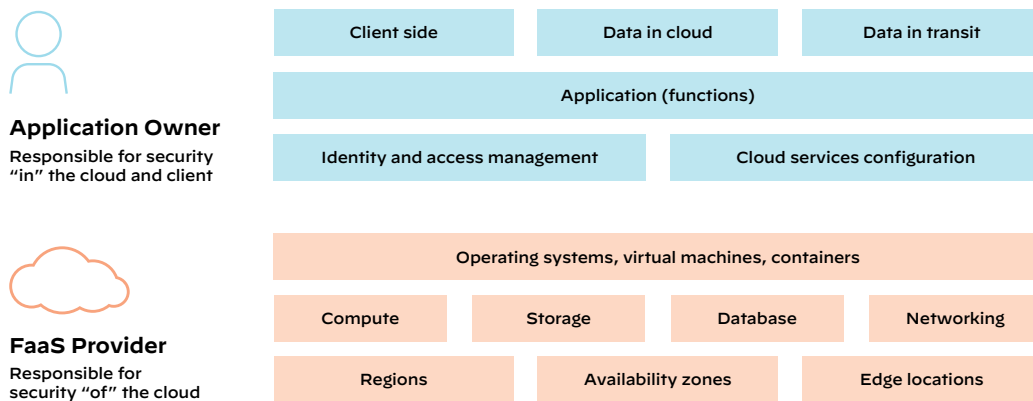 Client side
Data in cloud
Data in transit
Application (functions)
Identity and access management
Cloud services configuration
Application Owner
Responsible for security
“in” the cloud and client
Operating systems, virtual machines, containers
Compute
Storage
Database
Networking
Regions
Availability zones
Edge locations
FaaS Provider
Responsible for
security “of” the cloud